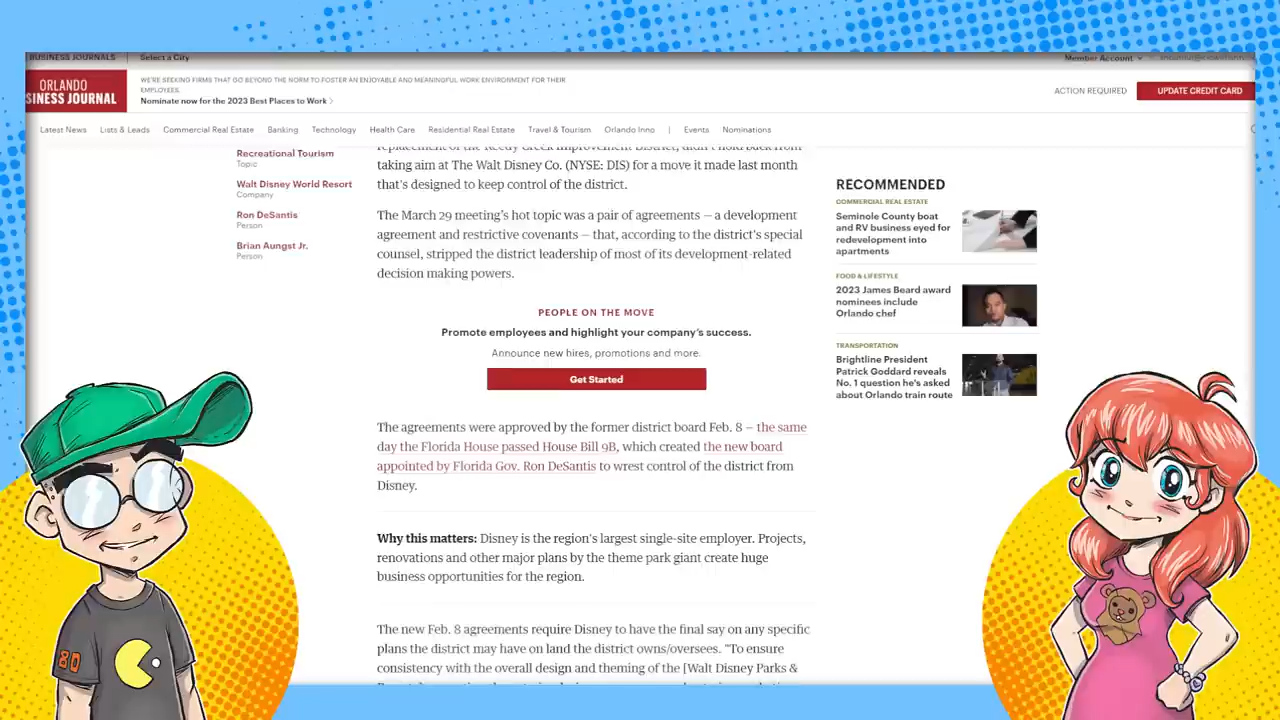 BUSINESS JOURNALS
Select a City
Member Account
ORLANDO
SINESS JOURNAL
WE'RE SEEKING FIRMS THAT GO BEYOND THE NORM TO FOSTER AN ENJOYABLE AND MEANINGFUL WORK ENVIRONMENT FOR THEIR
EMPLOYEES.
Nominate now for the 2023 Best Places to Work
ACTION REQUIRED
UPDATE CREDIT CARD
Latest News Lists & Leads Commercial Real Estate Banking Technology Health Care Residential Real Estate Travel & Tourism Orlando Inno | Events Nominations
Recreational Tourism
Topic
Walt Disney World Resort
Company
Ron DeSantis
Person
Brian Aungst Jr.
Person
replacement of the Reedy Creek Improvement District, didn't hold back from
taking aim at The Walt Disney Co. (NYSE: DIS) for a move it made last month
that's designed to keep control of the district.
The March 29 meeting's hot topic was a pair of agreements — a development
agreement and restrictive covenants — that, according to the district's special
counsel, stripped the district leadership of most of its development-related
decision making powers.
PEOPLE ON THE MOVE
Promote employees and highlight your company's success.
Announce new hires, promotions and more.
Get Started
The agreements were approved by the former district board Feb. 8 — the same
day the Florida House passed House Bill 9B, which created the new board
appointed by Florida Gov. Ron DeSantis to wrest control of the district from
Disney.
Why this matters: Disney is the region's largest single-site employer. Projects,
renovations and other major plans by the theme park giant create huge
business opportunities for the region.
The new Feb. 8 agreements require Disney to have the final say on any specific
plans the district may have on land the district owns/oversees. "To ensure
consistency with the overall design and theming of the [Walt Disney Parks &
RECOMMENDED
COMMERCIAL REAL ESTATE
Seminole County boat
and RV business eyed for
redevelopment into
apartments
FOOD & LIFESTYLE
2023 James Beard award
nominees include
Orlando chef
TRANSPORTATION
Brightline President
Patrick Goddard reveals
No. 1 question he's asked
about Orlando train route
80